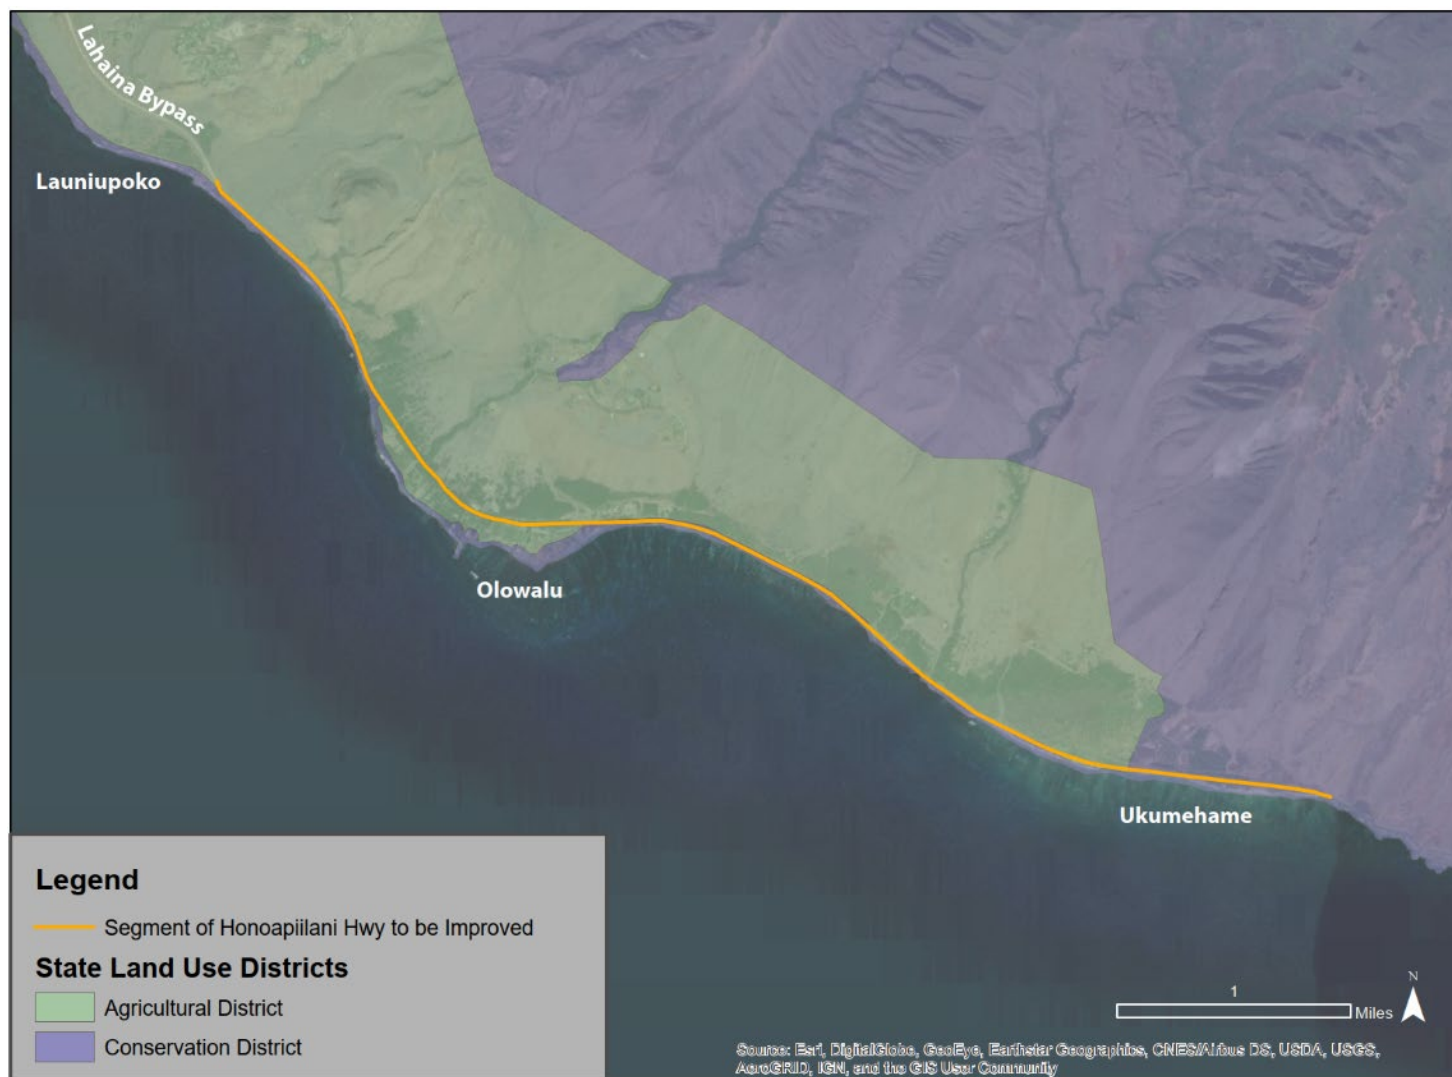 Lahaina Bypass
Launiupoko
Olowalu
Ukumehame
Legend
Segment of Honoapiilani Hwy to be Improved
State Land Use Districts
Agricultural District
Conservation District
N
1
Miles
Source: Esri, DigitalGlobe, GeoEye, Earthstar Geographics, CNES/Airbus DS, USDA, USGS,
AeroGRID, IGN, and the GIS User Community